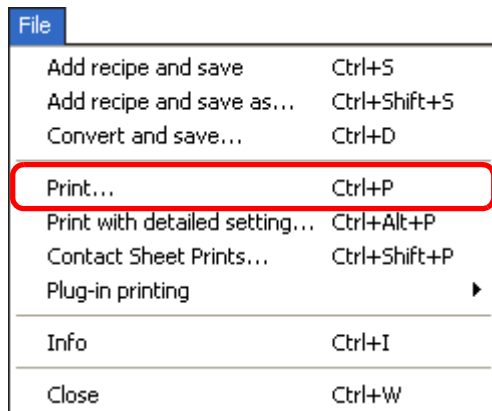 File
Add recipe and save Ctrl+S
Add recipe and save as... Ctrl+Shift+S
Convert and save... Ctrl+D
Print... Ctrl+P
Print with detailed setting... Ctrl+Alt+P
Contact Sheet Prints... Ctrl+Shift+P
Plug-in printing
Info Ctrl+I
Close Ctrl+W